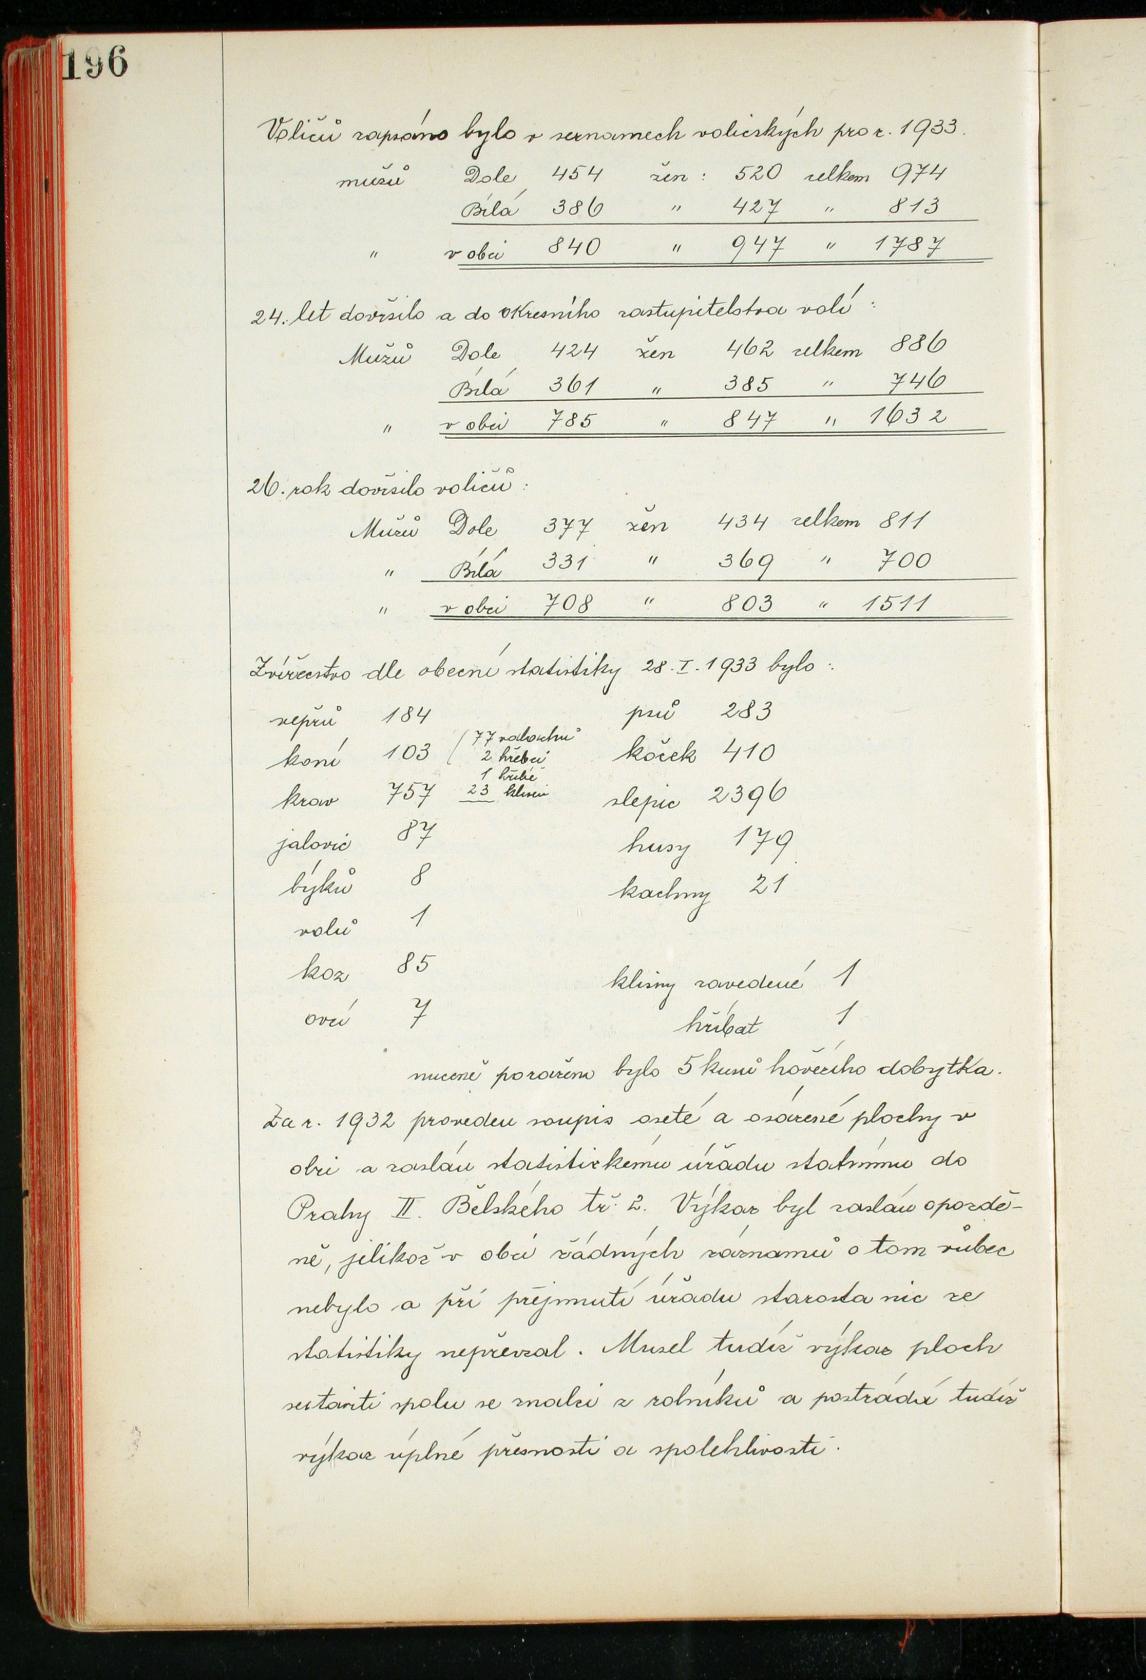 196
Voličů zapsáno bylo v seznamech voličských pro r. 1933.
mužů Dole 454 žen : 520 celkem 974
Bílá 386 " 427 " 813
" v obci 840 " 947 " 1787
24. let dovršilo a do okresního zastupitelstva volí :
Mužů Dole 424 žen 462 celkem 886
Bílá 361 " 385 " 746
" v obci 785 " 847 " 1632
26. rok dovršilo voličů :
Mužů Dole 377 žen 434 celkem 811
" Bílá 331 " 369 " 700
" v obci 708 " 803 " 1511
Zvířectvo dle obecní statistiky 28. I. 1933 bylo :
vepřů 184 psů 283
koní 103 ( 77 valachů koček 410
2 hřebci
1 hříbě
krav 757 23 klisen slepic 2396
jalovic 87 husy 179
býků 8 kachny 21
volů 1
koz 85 klisny zavedené 1
ovcí 7 hříbat 1
nuceně poraženo bylo 5 kusů hovězího dobytka.
Za r. 1932 proveden soupis oseté a osázené plochy v
obci a zaslán statistickému úřadu státnímu do
Prahy II. Bělského tř. 2. Výkaz byl zaslán opozdě-
ně, jelikož v obci žádných záznamů o tom vůbec
nebylo a při přejmutí úřadu starosta nic ze
statistiky nepřevzal. Musel tudíž výkaz ploch
sestaviti spolu se znalci z rolníků a postrádá tudíž
výkaz úplné přesnosti a spolehlivosti.